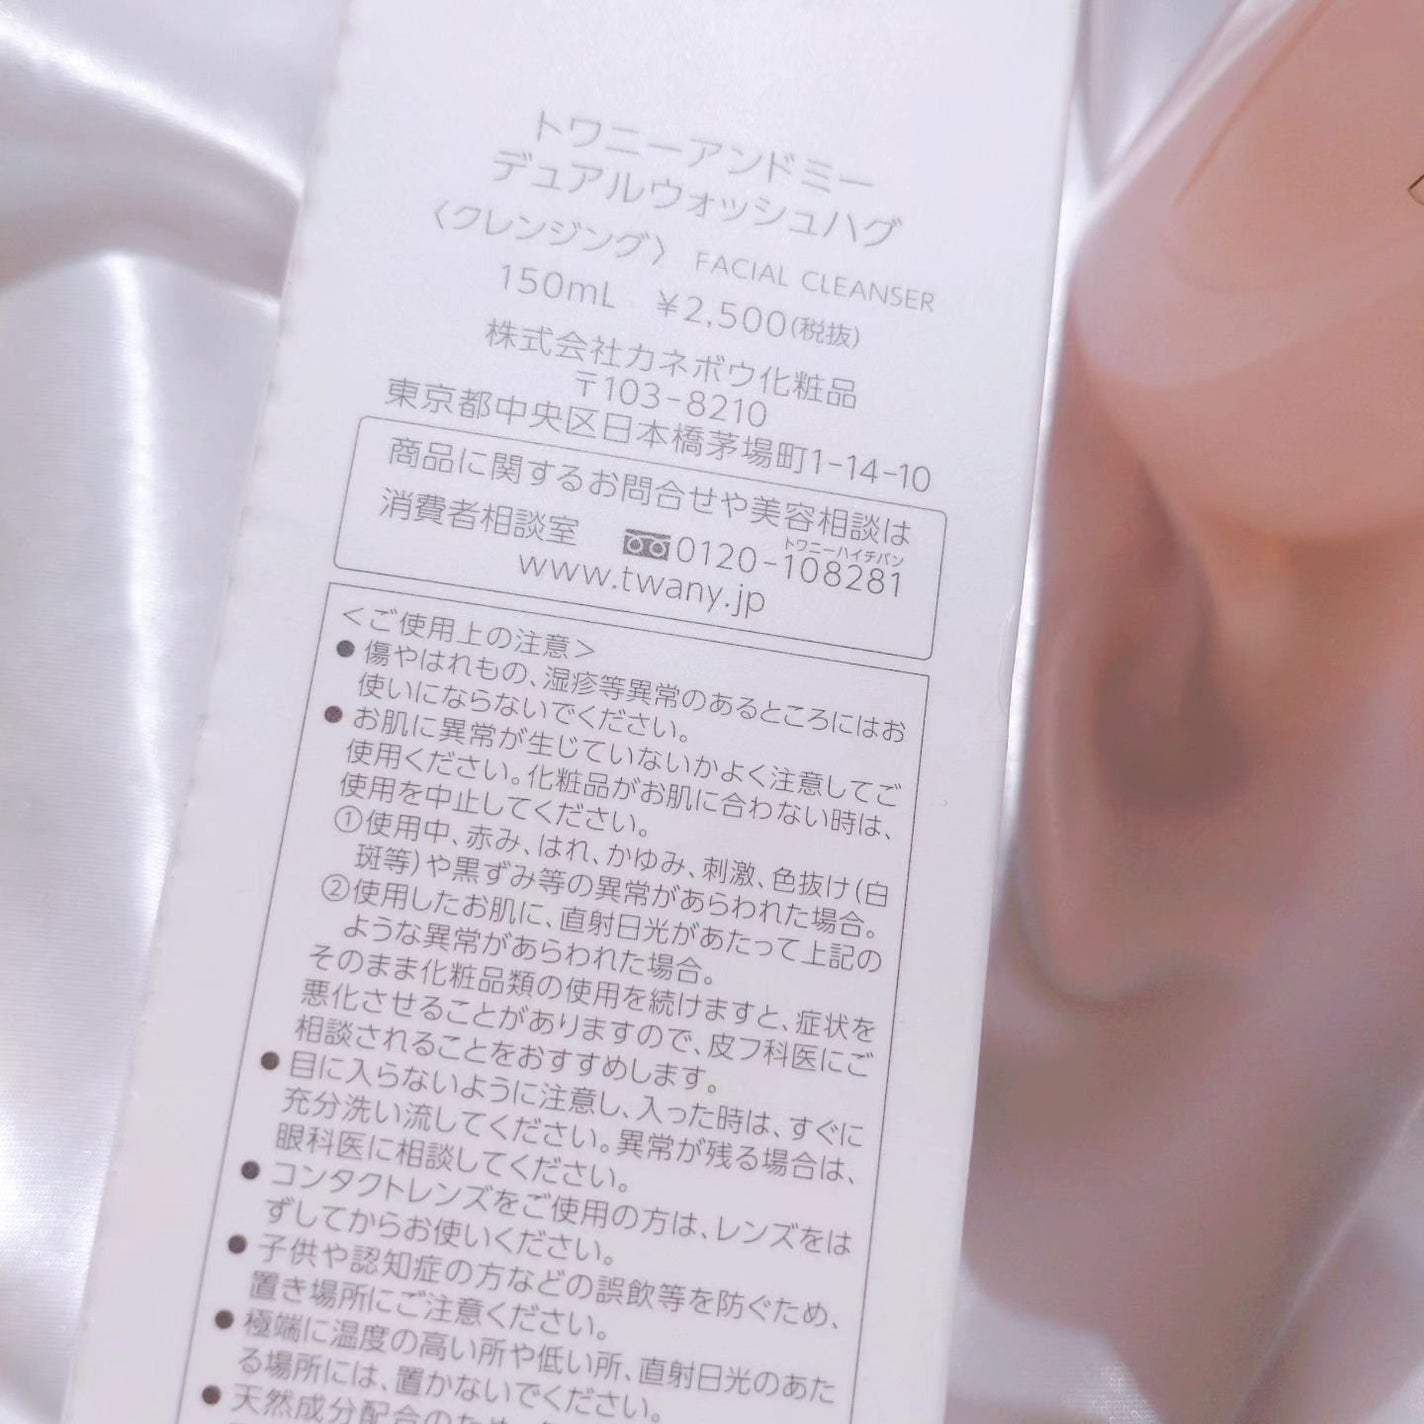 トワニーアンドミー
デュアルウォッシュハグ
〈クレンジング〉 FACIAL CLEANSER
150mL ¥2,500(税抜)
株式会社カネボウ化粧品
〒103-8210
東京都中央区日本橋茅場町1-14-10
商品に関するお問合せや美容相談は
トワニーハイチバン
消費者相談室 0120-108281
www.twany.jp
<ご使用上の注意>
●傷やはれもの、湿疹等異常のあるところにはお
使いにならないでください。
●お肌に異常が生じていないかよく注意してご
使用ください。化粧品がお肌に合わない時は、
使用を中止してください。
①使用中、赤み、はれ、かゆみ、刺激、色抜け(白
斑等)や黒ずみ等の異常があらわれた場合。
②使用したお肌に、直射日光があたって上記の
ような異常があらわれた場合。
そのまま化粧品類の使用を続けますと、症状を
悪化させることがありますので、皮フ科医にご
相談されることをおすすめします。
●目に入らないように注意し、入った時は、すぐに
充分洗い流してください。異常が残る場合は、
眼科医に相談してください。
●コンタクトレンズをご使用の方は、レンズをは
ずしてからお使いください。
●子供や認知症の方などの誤飲等を防ぐため、
置き場所にご注意ください。
●極端に温度の高い所や低い所、直射日光のあた
る場所には、置かないでください。
●天然成分配合のため